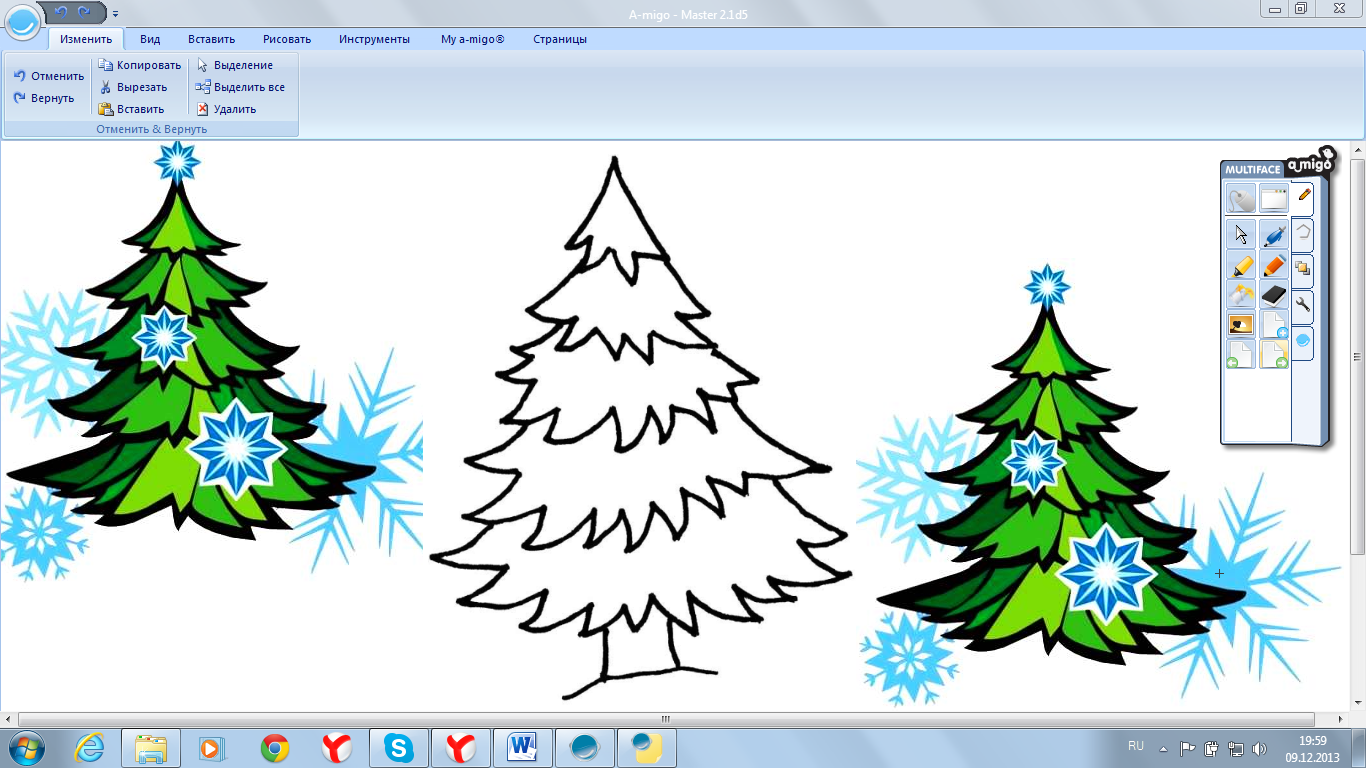 A-migo - Master 2.1d5
Изменить Вид Вставить Рисовать Инструменты My a-migo® Страницы
Отменить Копировать Выделение
Вернуть Вырезать Выделить все
Вставить Удалить
Отменить & Вернуть
MULTIFACE a.migo
RU 19:59
09.12.2013